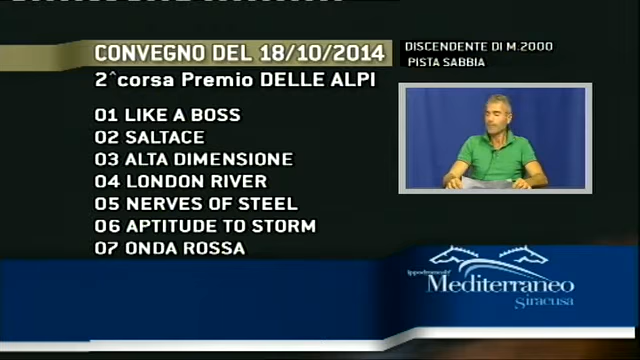 CONVEGNO DEL 18/10/2014
2^corsa Premio DELLE ALPI
DISCENDENTE DI M.2000
PISTA SABBIA
01 LIKE A BOSS
02 SALTACE
03 ALTA DIMENSIONE
04 LONDON RIVER
05 NERVES OF STEEL
06 APTITUDE TO STORM
07 ONDA ROSSA
Mediterraneo
Siracusa